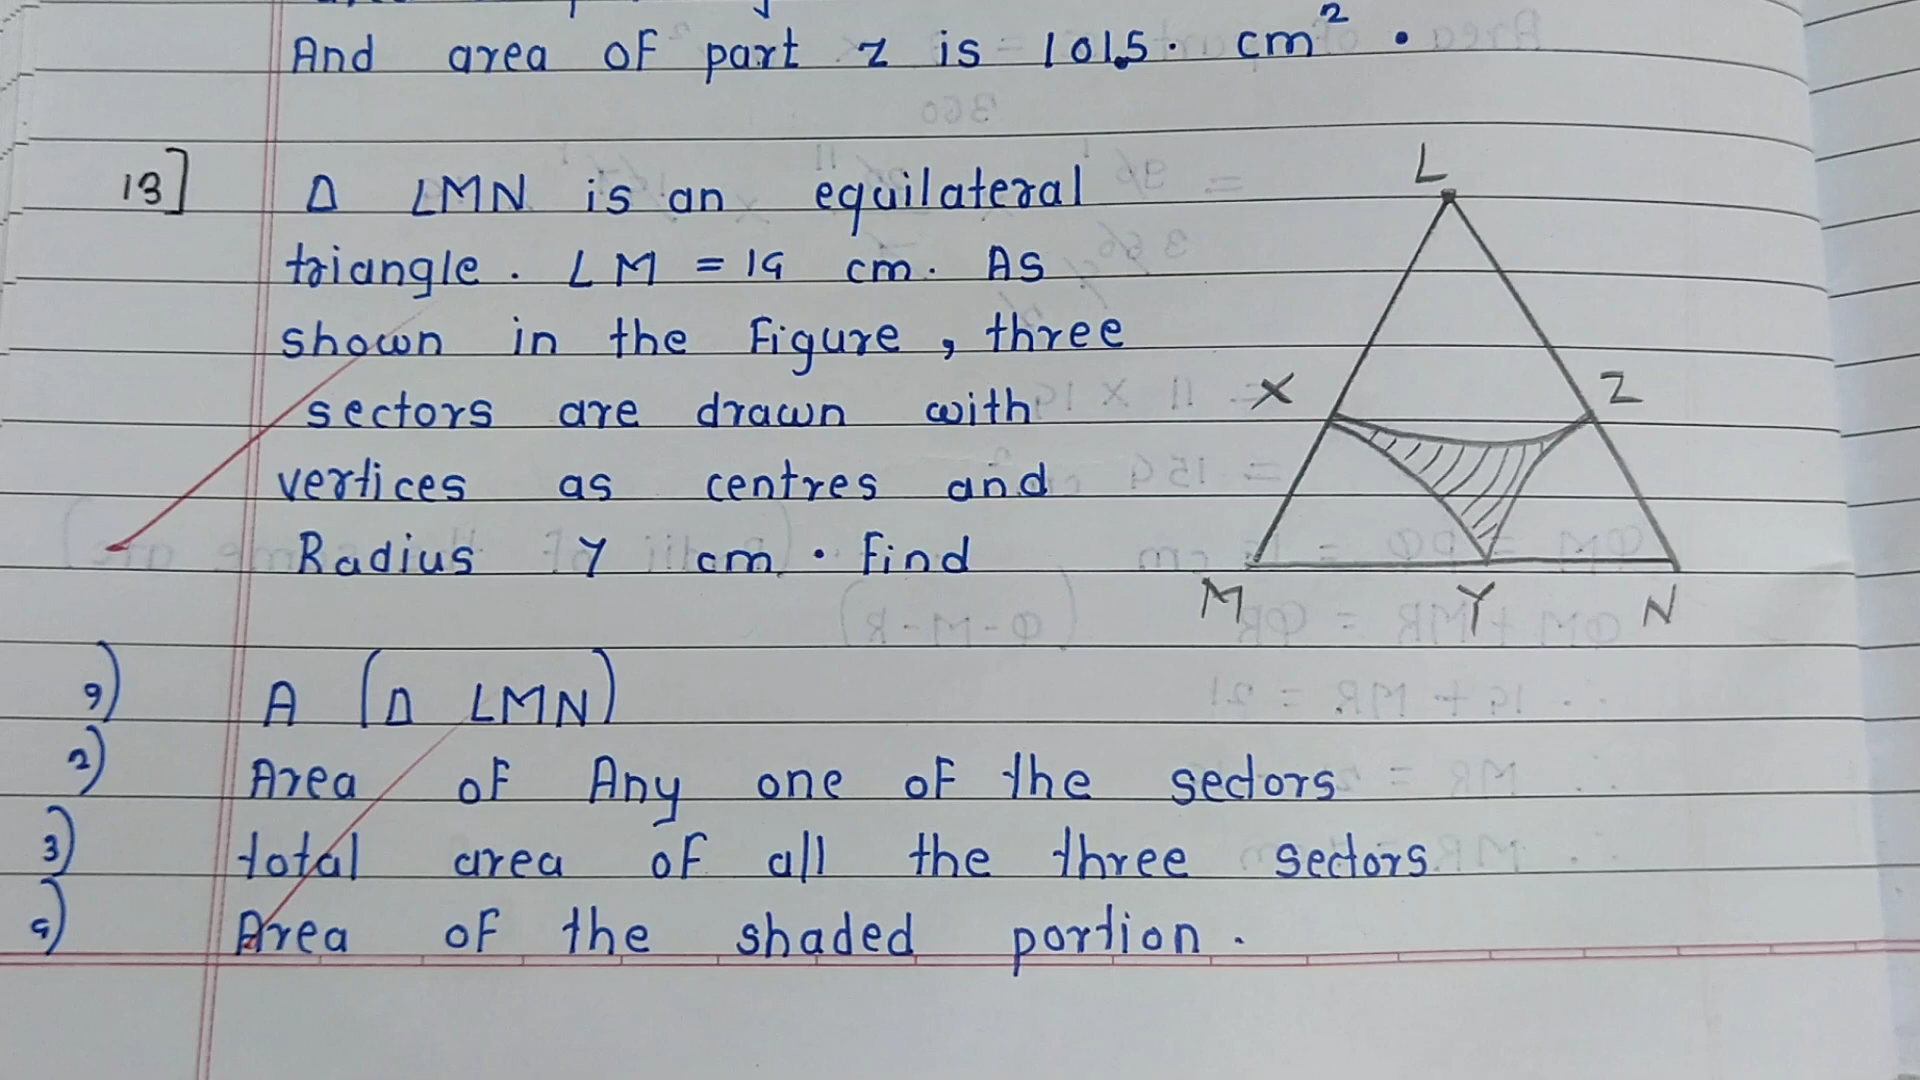 And area of part z is 101.5. cm² .
13] Δ LMN is an equilateral
triangle. LM = 14 cm. As
shown in the Figure, three
sectors are drawn with
vertices as centres and
Radius 7 cm. Find
L
X
Z
M
Y
N
1) A (Δ LMN)
2) Area of Any one of the sectors
3) total area of all the three sectors
4) Area of the shaded portion.